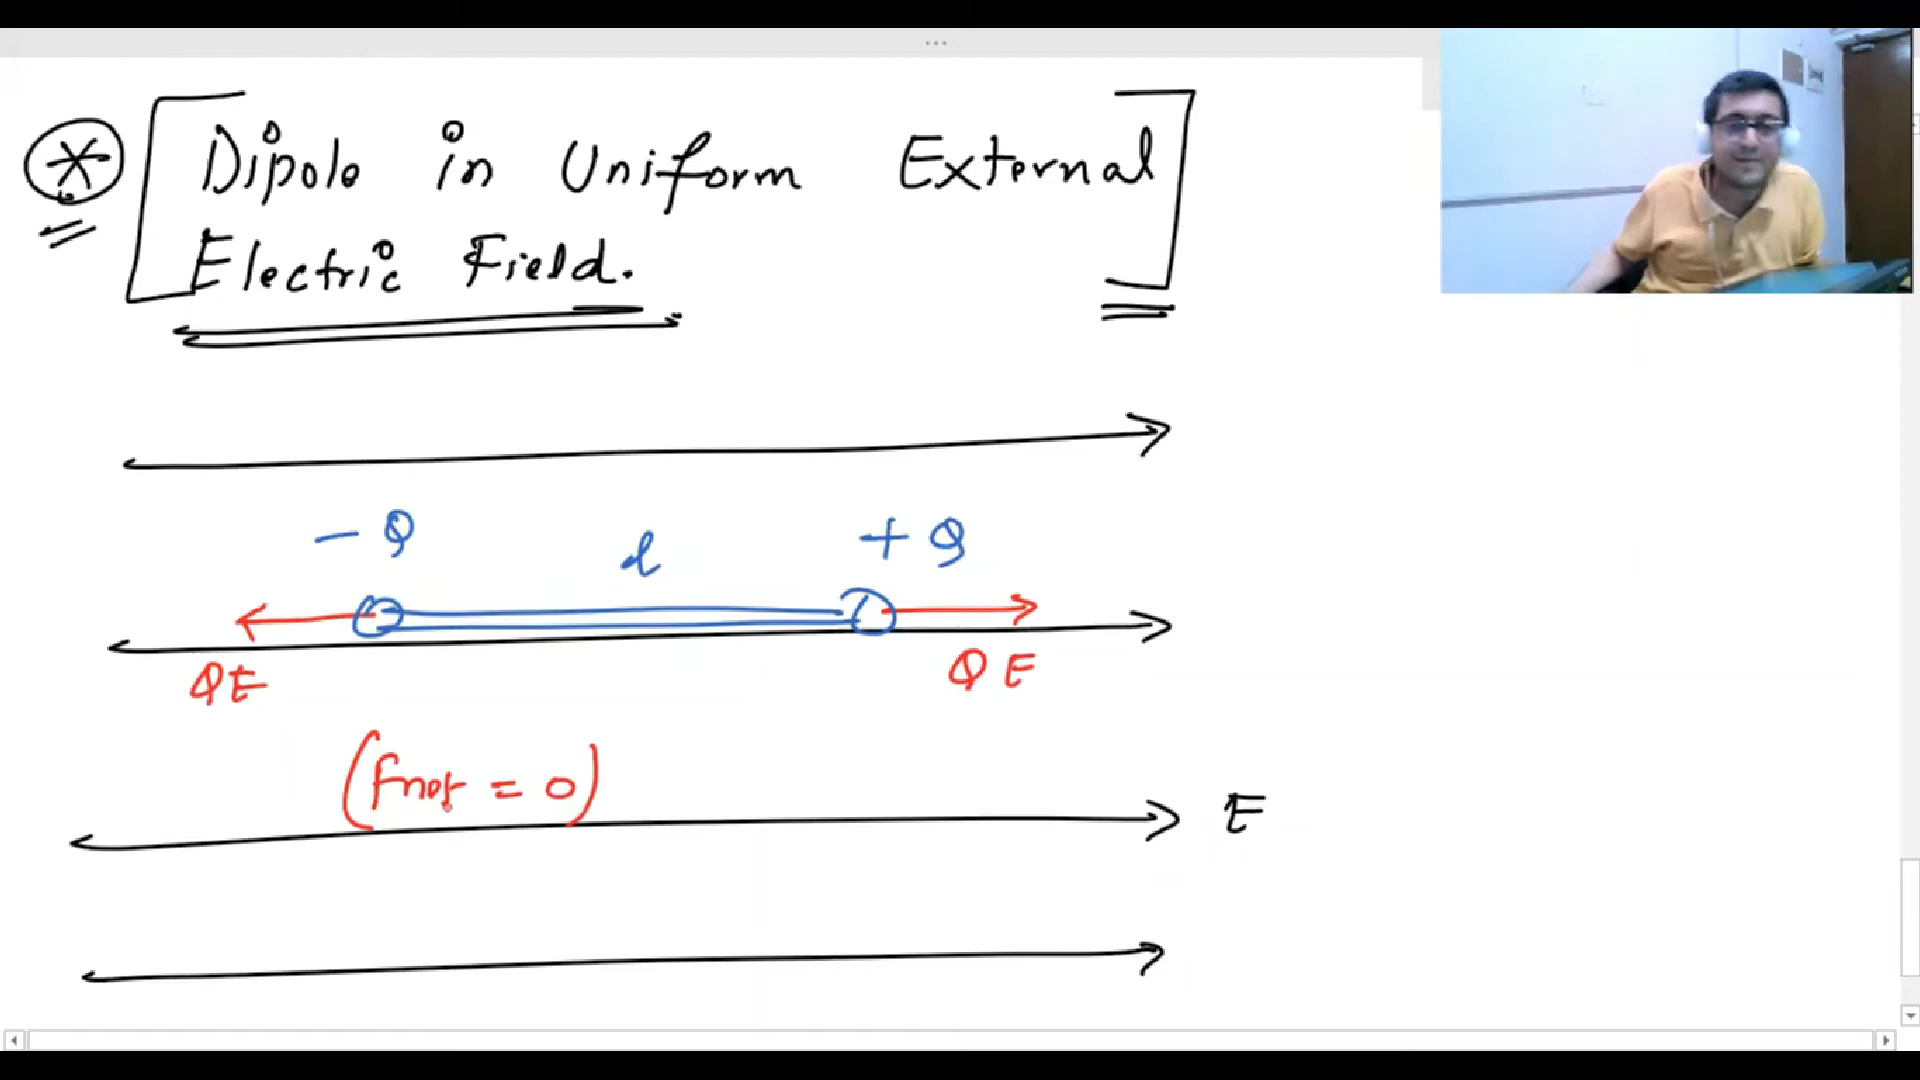 Dipole in Uniform External
Electric Field.
- Q d + Q
QE QE
(Fnet = 0)
E